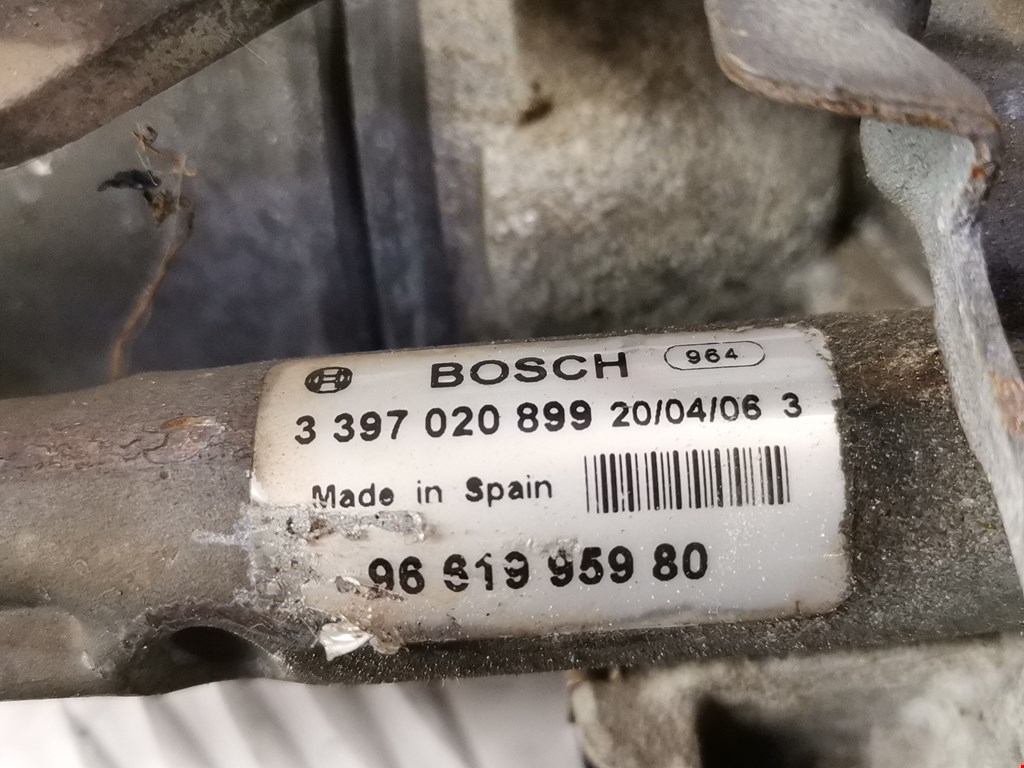 BOSCH 964
3 397 020 899 20/04/06 3
Made in Spain
96 619 959 80